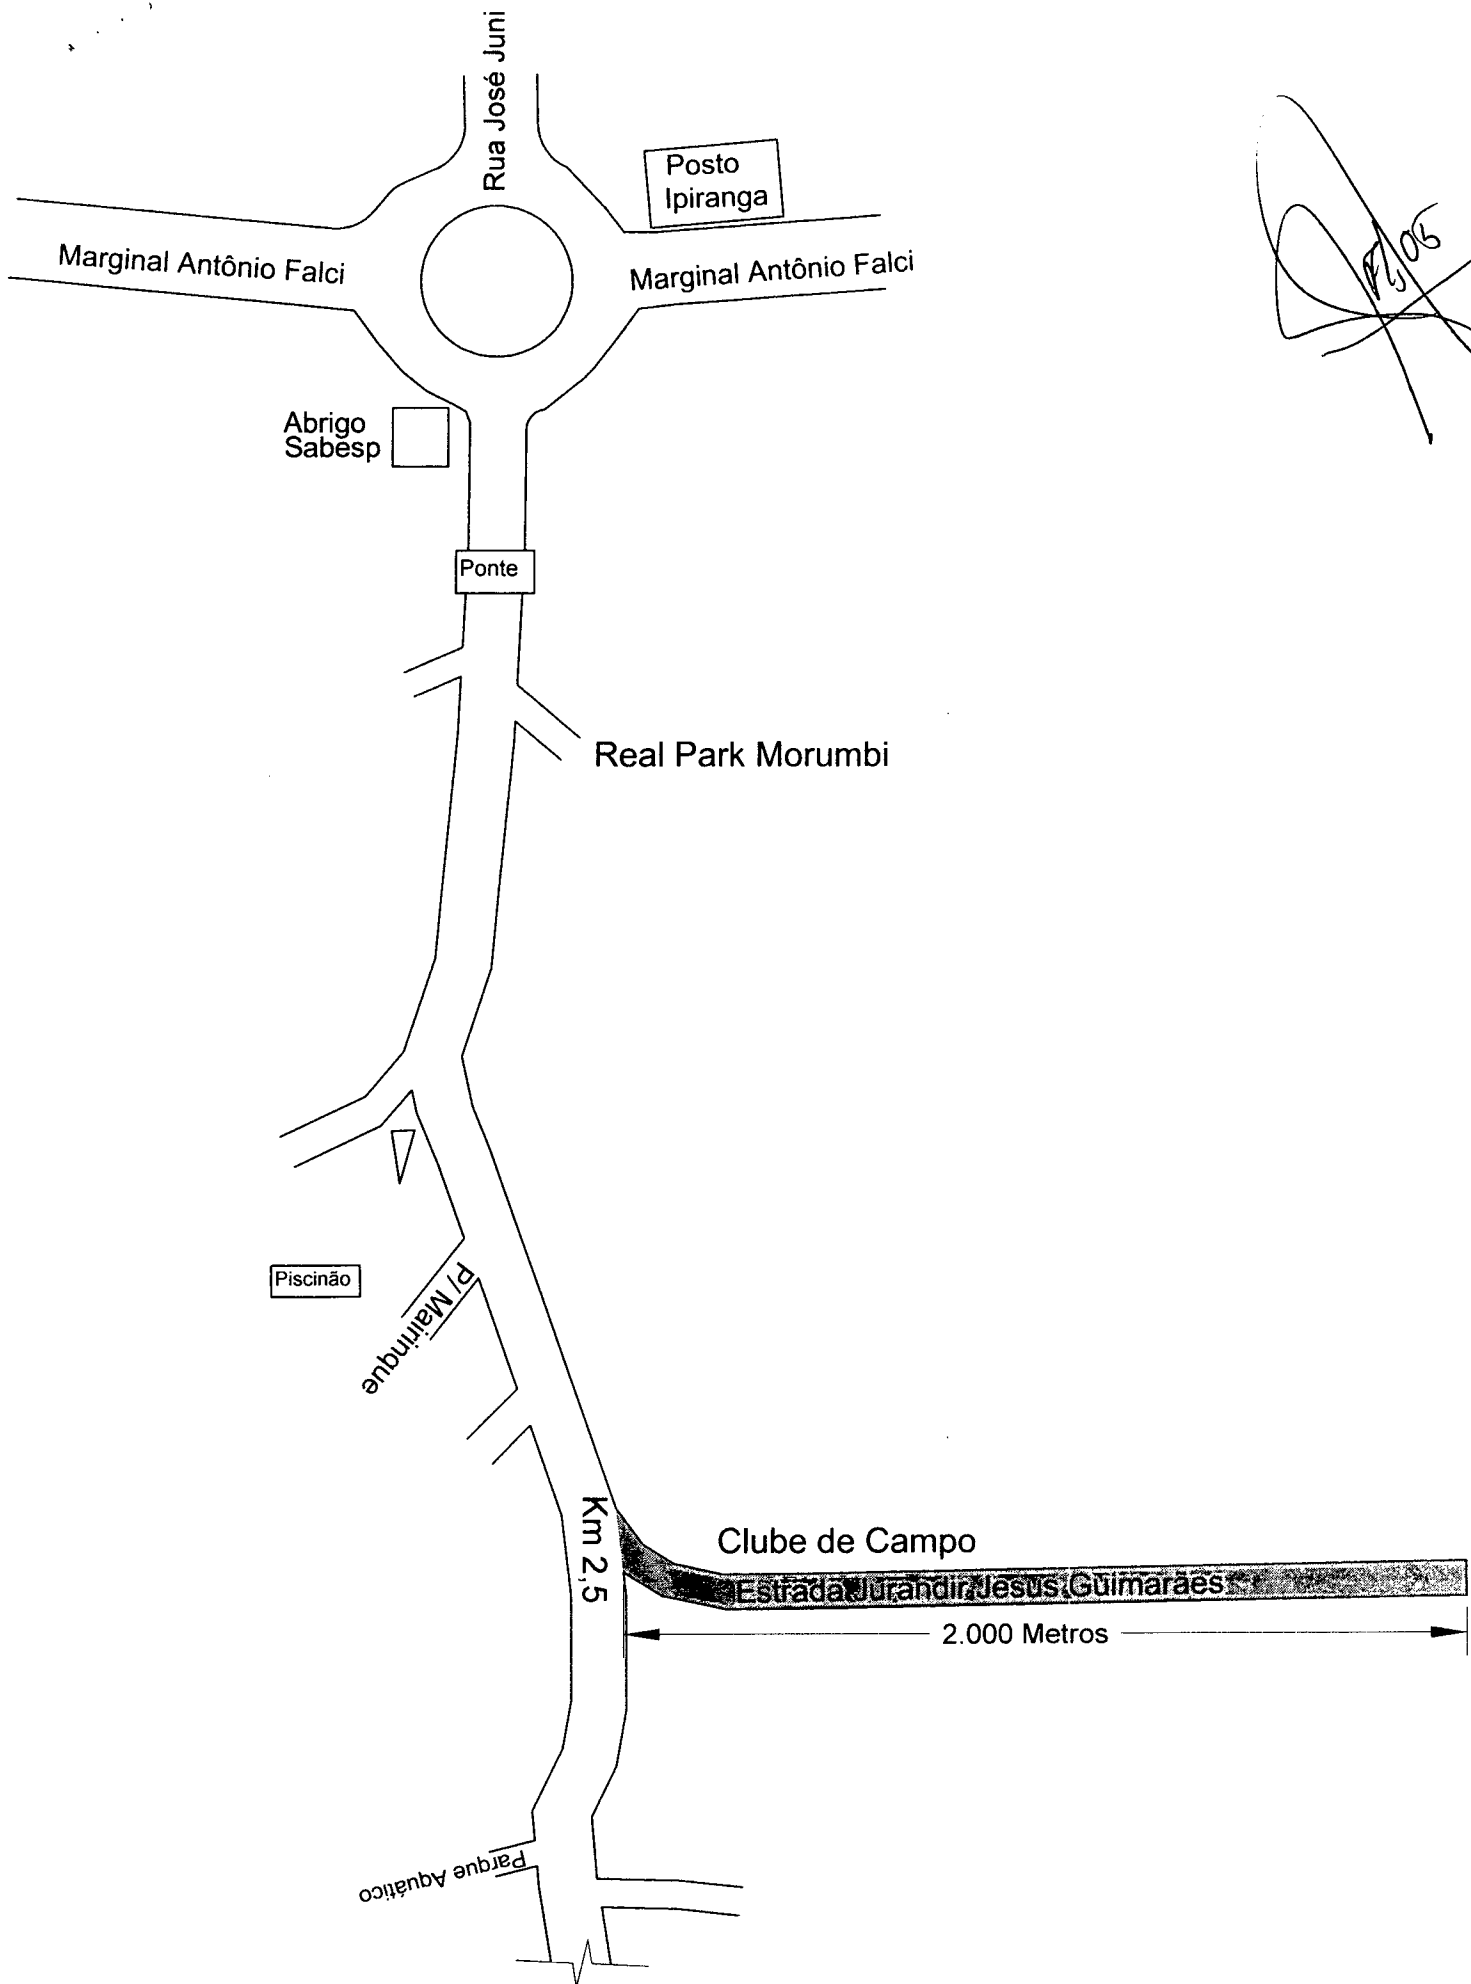 Rua José Juni
Posto
Ipiranga
Marginal Antônio Falci
Marginal Antônio Falci
Abrigo
Sabesp
Ponte
Real Park Morumbi
Piscinão
P/ Mairinque
Km 2,5
Clube de Campo
Estrada Jurandir Jesus Guimarães
2.000 Metros
Parque Aquático